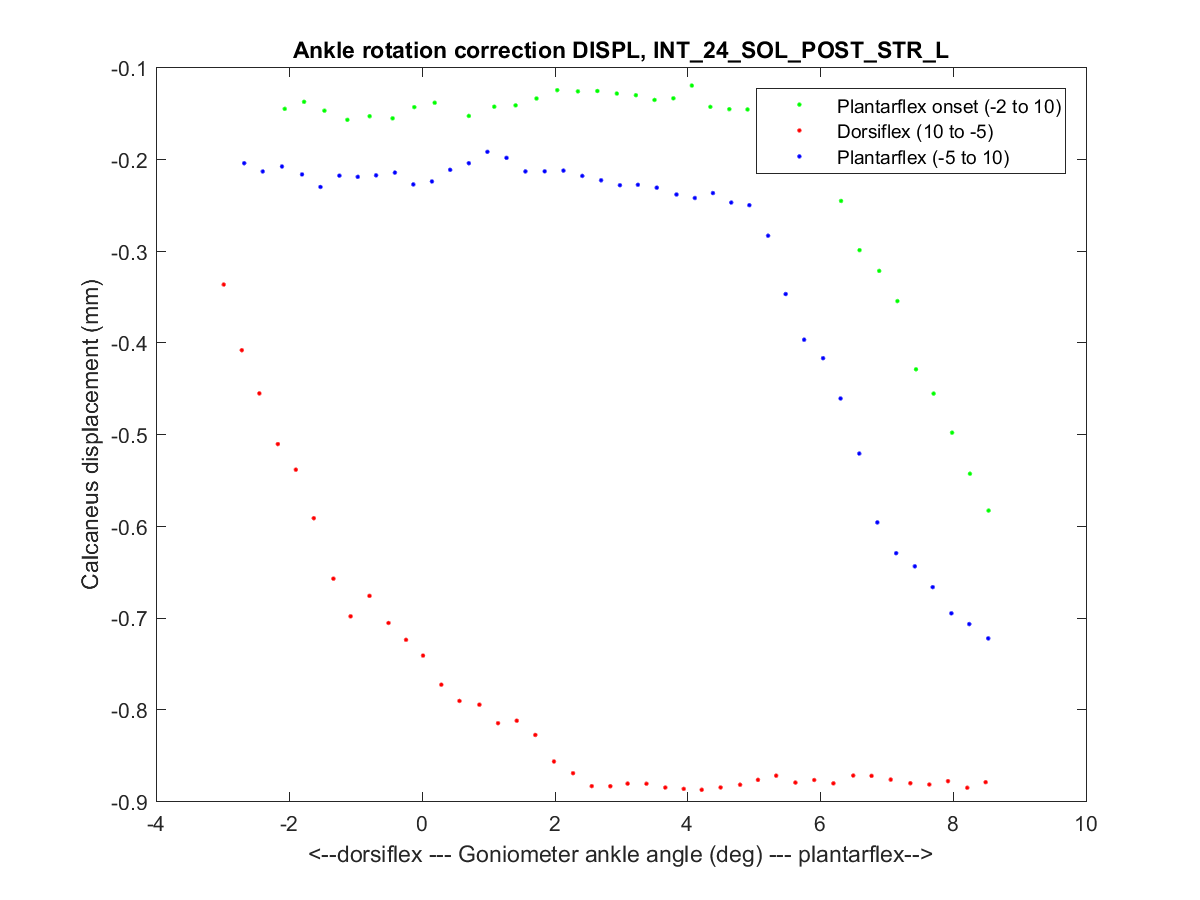 Ankle rotation correction DISPL, INT_24_SOL_POST_STR_L
-0.1
Plantarflex onset (-2 to 10)
Dorsiflex (10 to -5)
Plantarflex (-5 to 10)
-0.2
-0.3
-0.4
-0.5
-0.6
-0.7
-0.8
-0.9
Calcaneus displacement (mm)
-4 -2 0 2 4 6 8 10
<--dorsiflex --- Goniometer ankle angle (deg) --- plantarflex-->